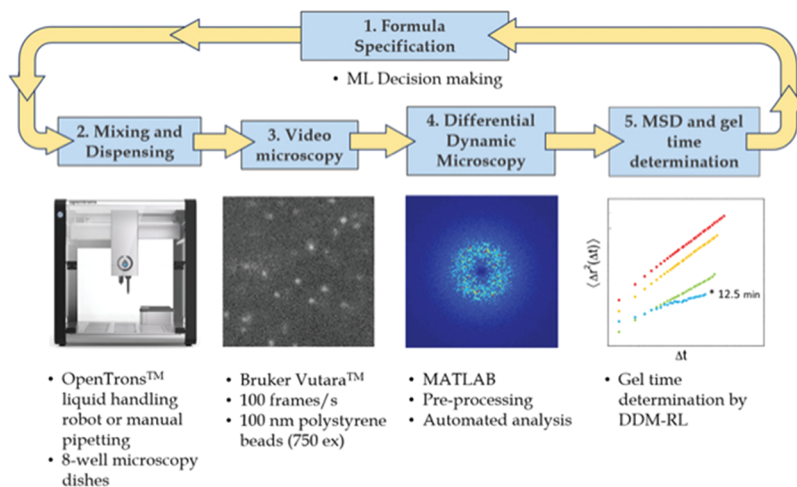 1. Formula
Specification
• ML Decision making
2. Mixing and
Dispensing
3. Video
microscopy
4. Differential
Dynamic
Microscopy
5. MSD and gel
time
determination
opentrons
⟨Δr²(Δt)⟩
* 12.5 min
Δt
• OpenTrons™
liquid handling
robot or manual
pipetting
• 8-well microscopy
dishes
• Bruker Vutara™
• 100 frames/s
• 100 nm polystyrene
beads (750 ex)
• MATLAB
• Pre-processing
• Automated analysis
• Gel time
determination by
DDM-RL